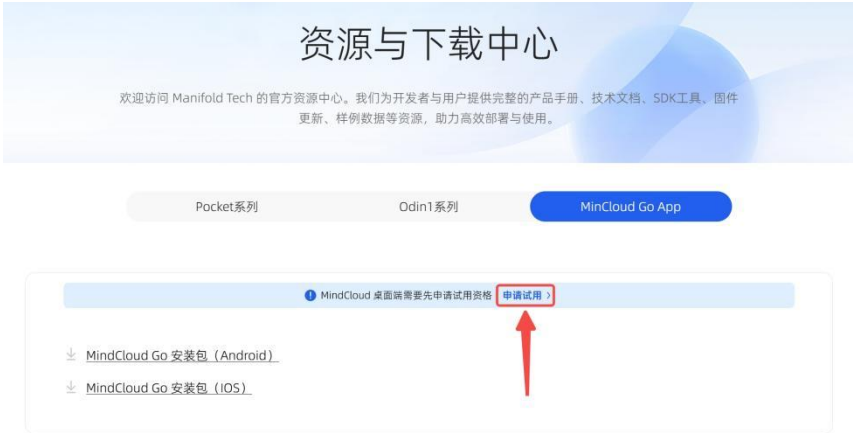 资源与下载中心
欢迎访问 Manifold Tech 的官方资源中心。我们为开发者与用户提供完整的产品手册、技术文档、SDK工具、固件
更新、样例数据等资源，助力高效部署与使用。
Pocket系列
Odin1系列
MinCloud Go App
MindCloud 桌面端需要先申请试用资格 申请试用 >
MindCloud Go 安装包（Android）
MindCloud Go 安装包（IOS）